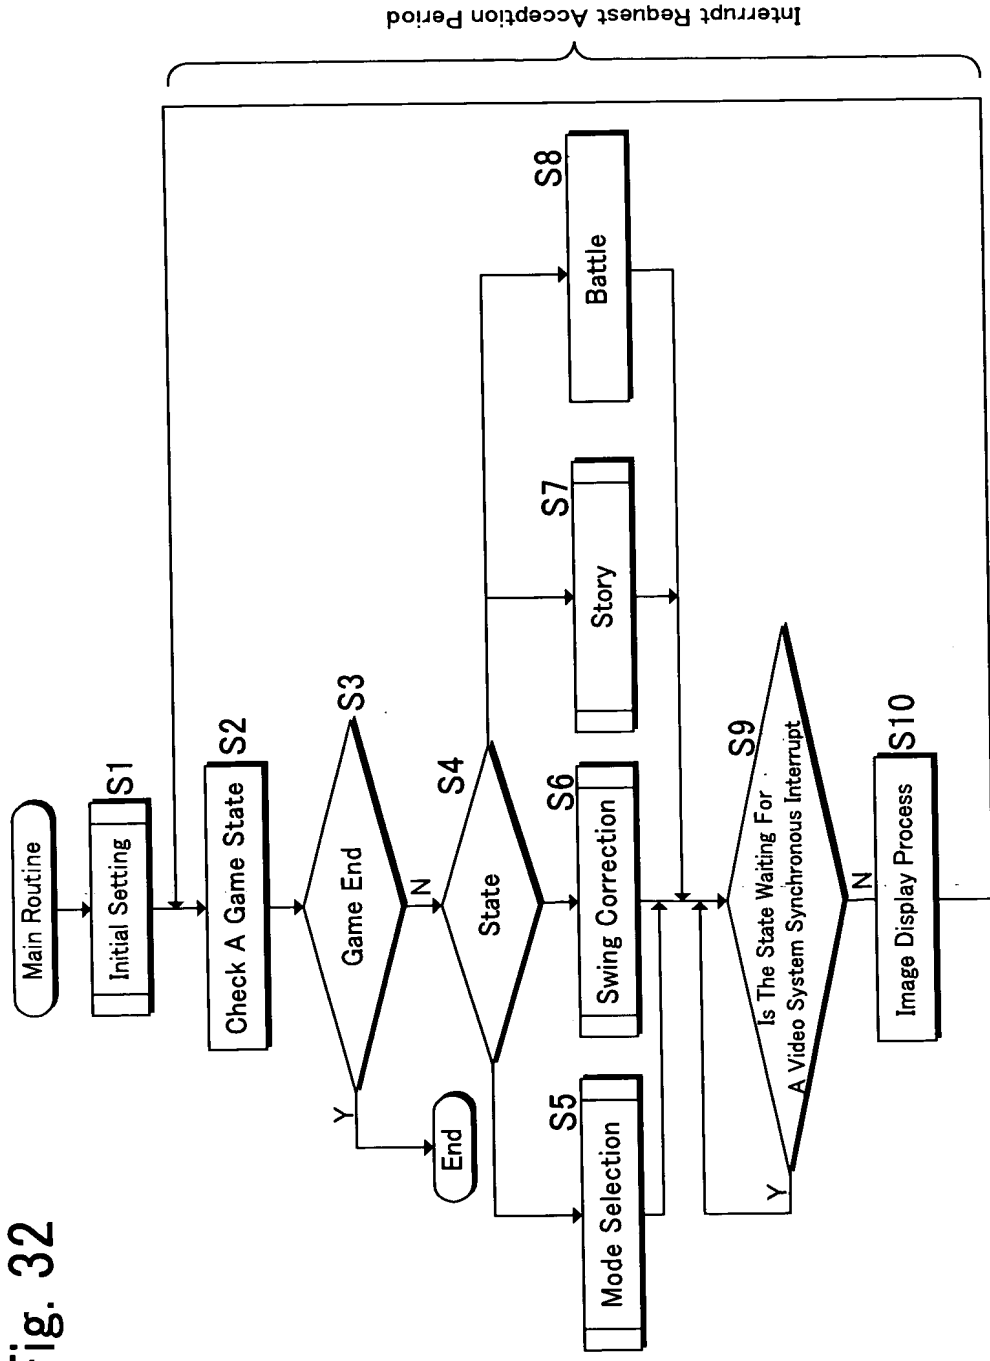 Fig. 32
Main Routine
S1
Initial Setting
S2
Check A Game State
S3
Game End
Y
N
End
S4
State
S5
Mode Selection
S6
Swing Correction
S7
Story
S8
Battle
S9
Is The State Waiting For
A Video System Synchronous Interrupt
Y
N
S10
Image Display Process
Interrupt Request Acception Period